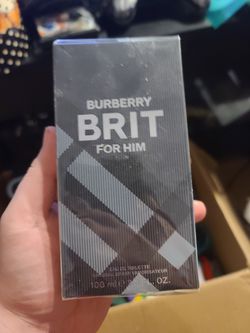 BURBERRY
BRIT
FOR HIM
EAU DE TOILETTE
100 ml OZ.